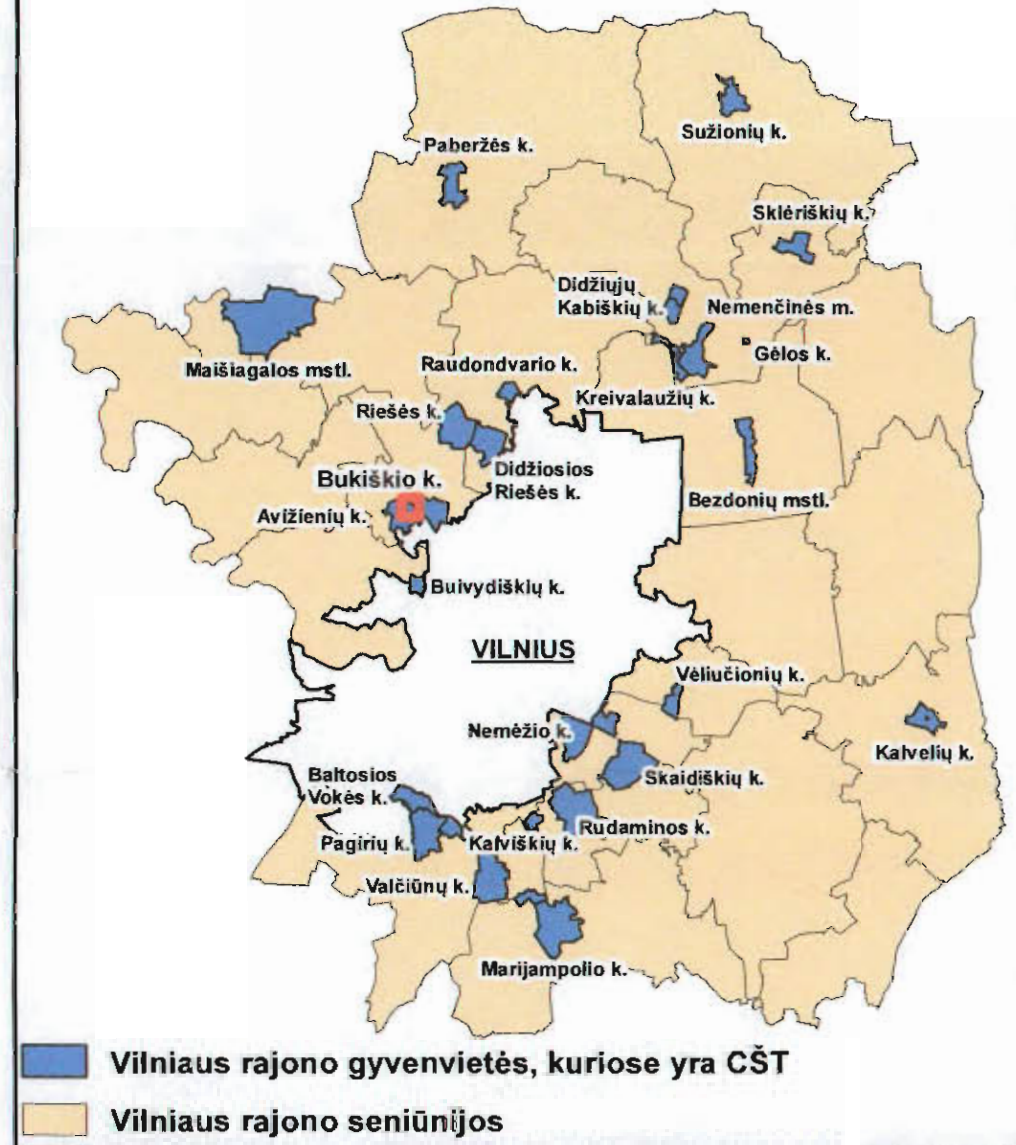 Sužionių k.
Paberžės k.
Sklėriškių k.
Didžiųjų
Kabiškių k.
Nemenčinės m.
Gėlos k.
Maišiagalos mstl.
Raudondvario k.
Kreivalaužių k.
Riešės k.
Didžiosios
Riešės k.
Bukiškio k.
Bezdonių mstl.
Avižienių k.
Buivydiškių k.
VILNIUS
Vėliučionių k.
Nemėžio k.
Kalvelių k.
Skaidiškių k.
Baltosios
Vokės k.
Rudaminos k.
Pagirių k.
Kalviškių k.
Valčiūnų k.
Marijampolio k.
Vilniaus rajono gyvenvietės, kuriose yra CŠT
Vilniaus rajono seniūnijos